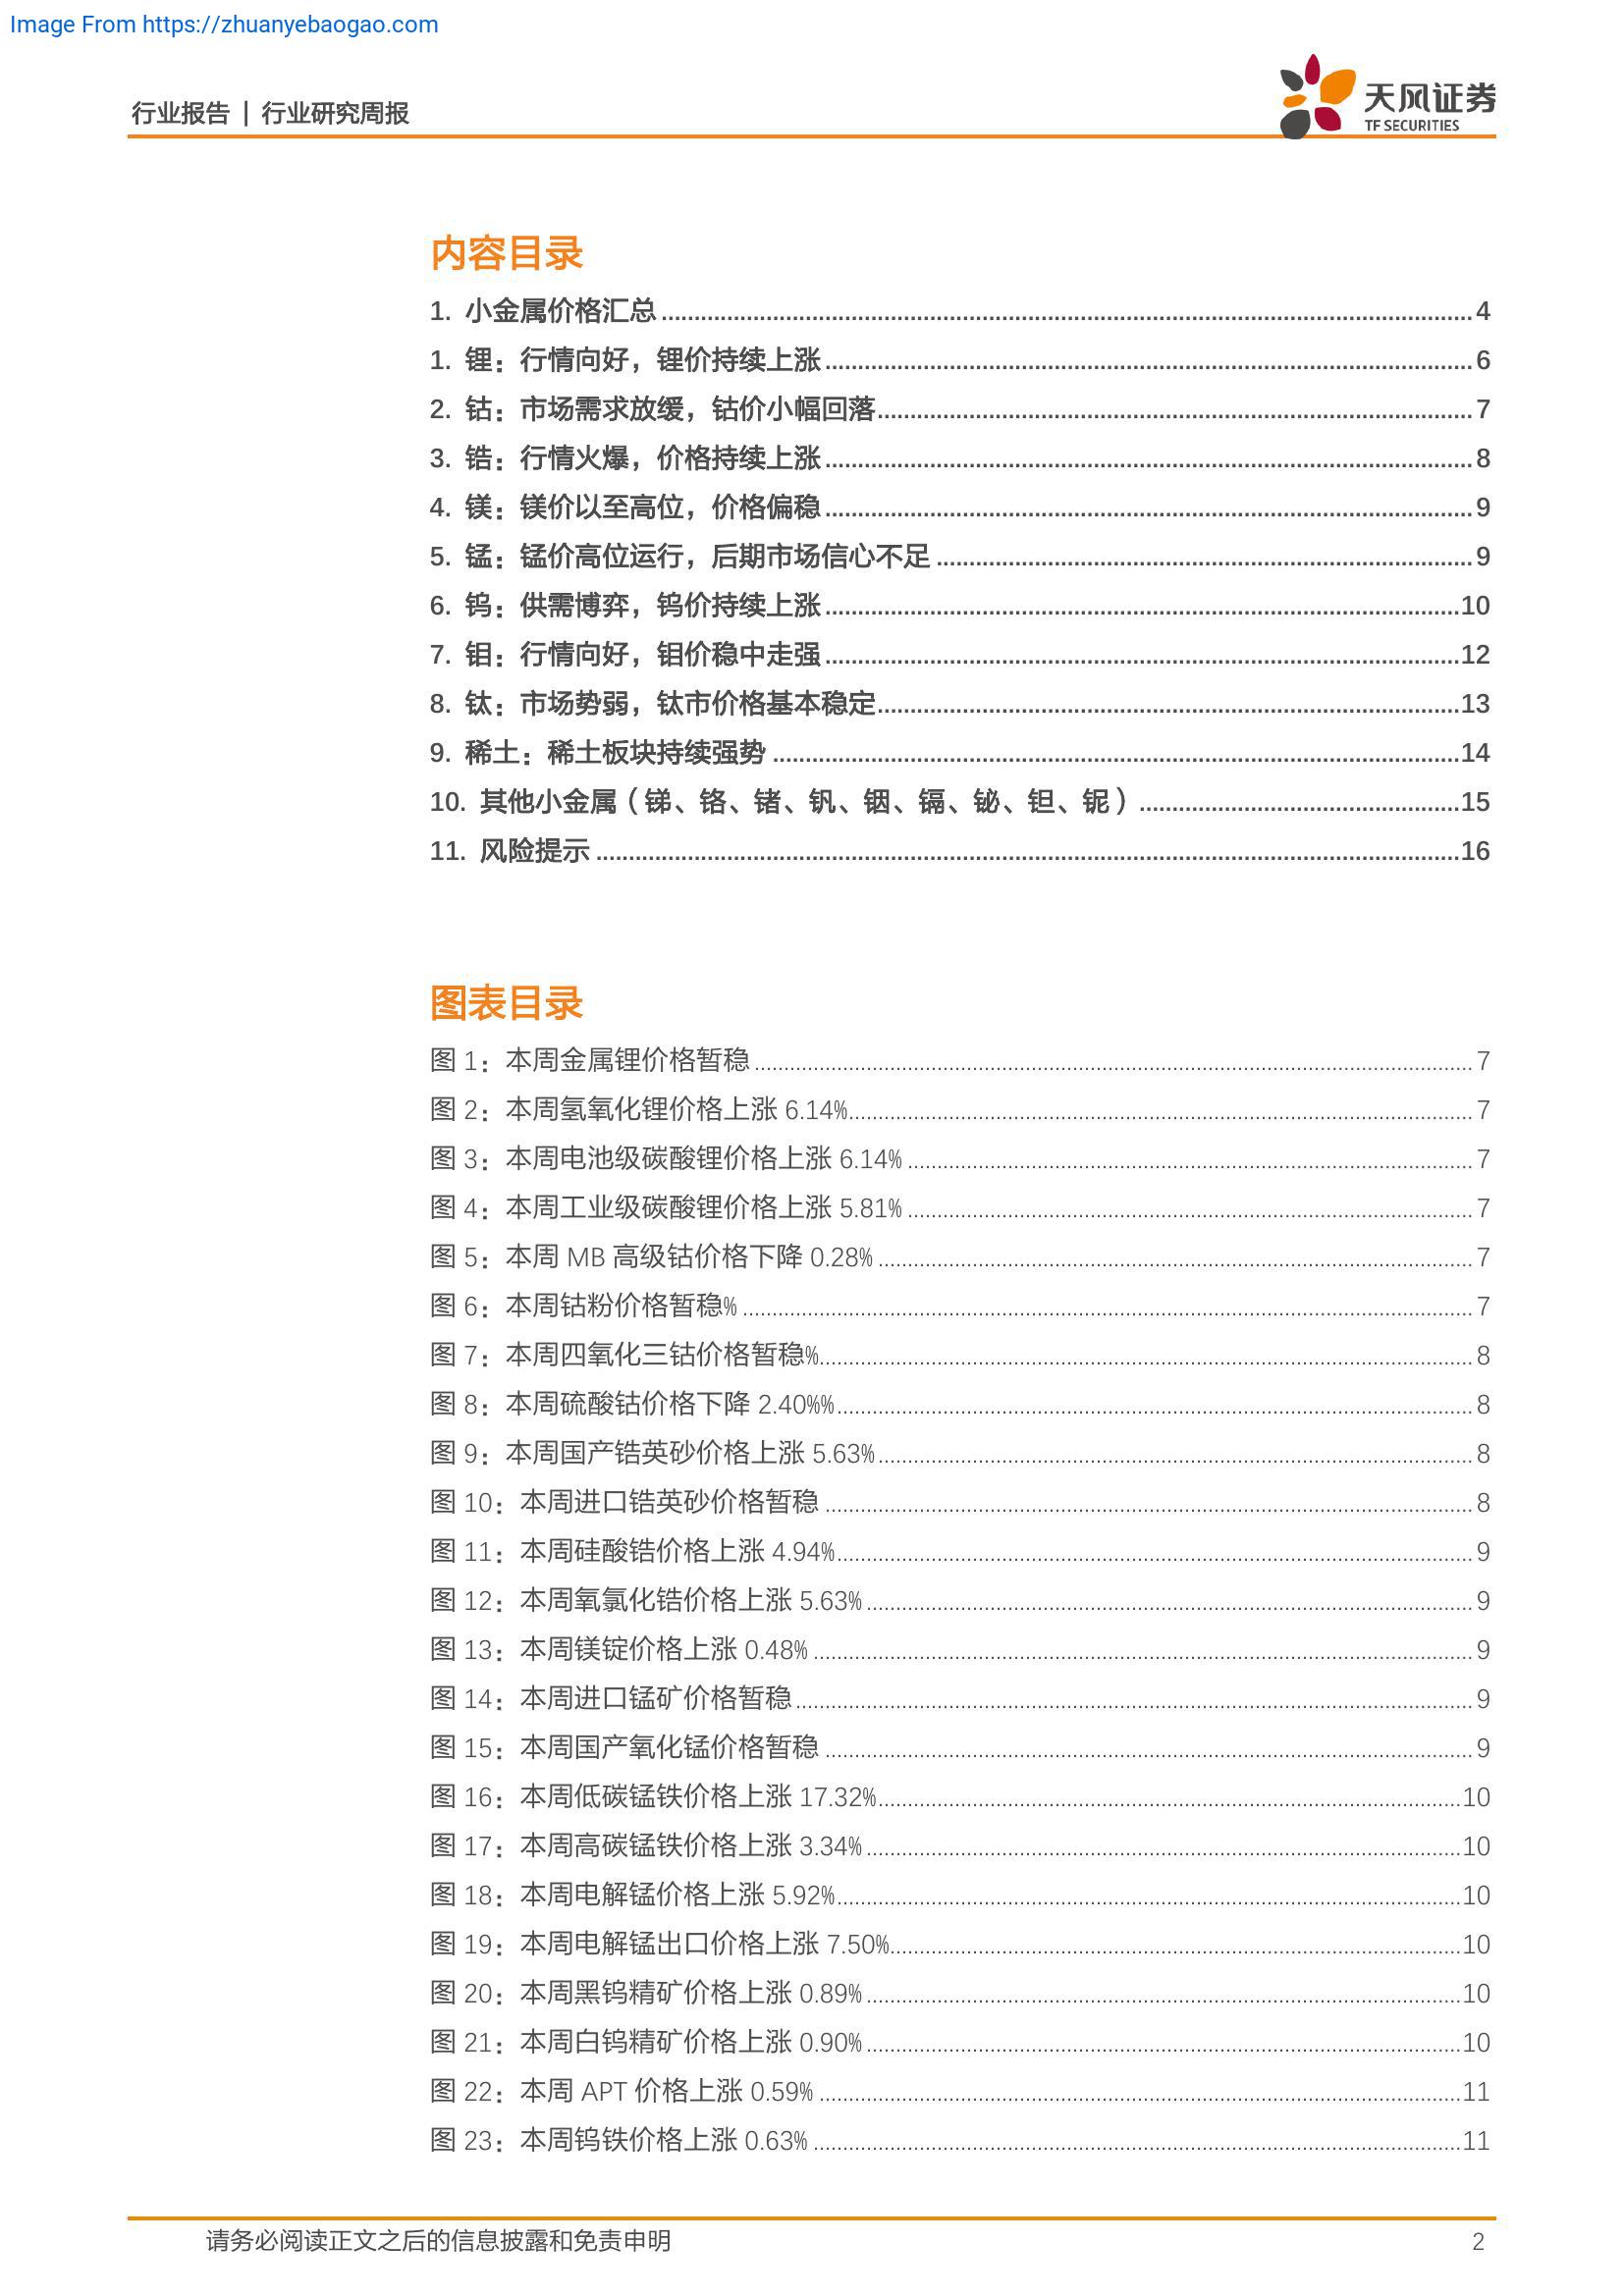 Image From https://zhuanyebaogao.com
行业报告 | 行业研究周报
天风证券
TF SECURITIES
内容目录
1. 小金属价格汇总 4
1. 锂：行情向好，锂价持续上涨 6
2. 钴：市场需求放缓，钴价小幅回落 7
3. 锆：行情火爆，价格持续上涨 8
4. 镁：镁价以至高位，价格偏稳 9
5. 锰：锰价高位运行，后期市场信心不足 9
6. 钨：供需博弈，钨价持续上涨 10
7. 钼：行情向好，钼价稳中走强 12
8. 钛：市场势弱，钛市价格基本稳定 13
9. 稀土：稀土板块持续强势 14
10. 其他小金属（锑、铬、锗、钒、铟、镉、铋、钽、铌） 15
11. 风险提示 16
图表目录
图 1：本周金属锂价格暂稳 7
图 2：本周氢氧化锂价格上涨 6.14% 7
图 3：本周电池级碳酸锂价格上涨 6.14% 7
图 4：本周工业级碳酸锂价格上涨 5.81% 7
图 5：本周 MB 高级钴价格下降 0.28% 7
图 6：本周钴粉价格暂稳% 7
图 7：本周四氧化三钴价格暂稳% 8
图 8：本周硫酸钴价格下降 2.40%% 8
图 9：本周国产锆英砂价格上涨 5.63% 8
图 10：本周进口锆英砂价格暂稳 8
图 11：本周硅酸锆价格上涨 4.94% 9
图 12：本周氧氯化锆价格上涨 5.63% 9
图 13：本周镁锭价格上涨 0.48% 9
图 14：本周进口锰矿价格暂稳 9
图 15：本周国产氧化锰价格暂稳 9
图 16：本周低碳锰铁价格上涨 17.32% 10
图 17：本周高碳锰铁价格上涨 3.34% 10
图 18：本周电解锰价格上涨 5.92% 10
图 19：本周电解锰出口价格上涨 7.50% 10
图 20：本周黑钨精矿价格上涨 0.89% 10
图 21：本周白钨精矿价格上涨 0.90% 10
图 22：本周 APT 价格上涨 0.59% 11
图 23：本周钨铁价格上涨 0.63% 11
请务必阅读正文之后的信息披露和免责申明 2